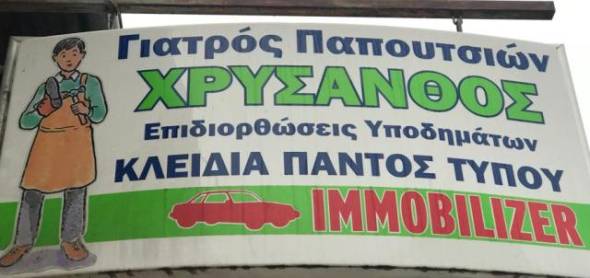 Γιατρός Παπουτσιών
ΧΡΥΣΑΝΘΟΣ
Επιδιορθώσεις Υποδημάτων
ΚΛΕΙΔΙΑ ΠΑΝΤΟΣ ΤΥΠΟΥ
IMMOBILIZER